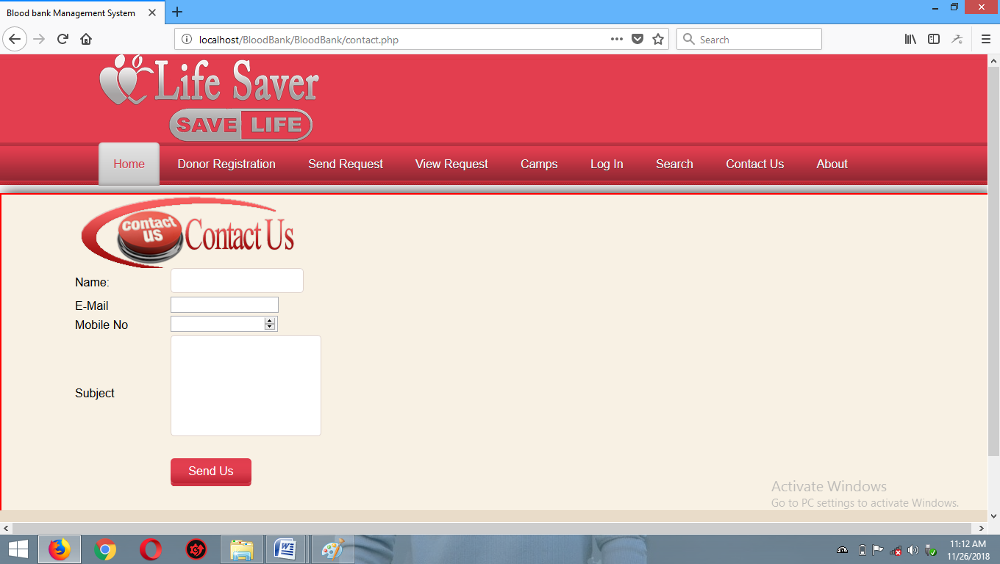 Blood bank Management System
localhost/BloodBank/BloodBank/contact.php
Search
Life Saver
SAVE LIFE
Home Donor Registration Send Request View Request Camps Log In Search Contact Us About
contact us Contact Us
Name:
E-Mail
Mobile No
Subject
Send Us
Activate Windows
Go to PC settings to activate Windows.
11:12 AM
11/26/2018